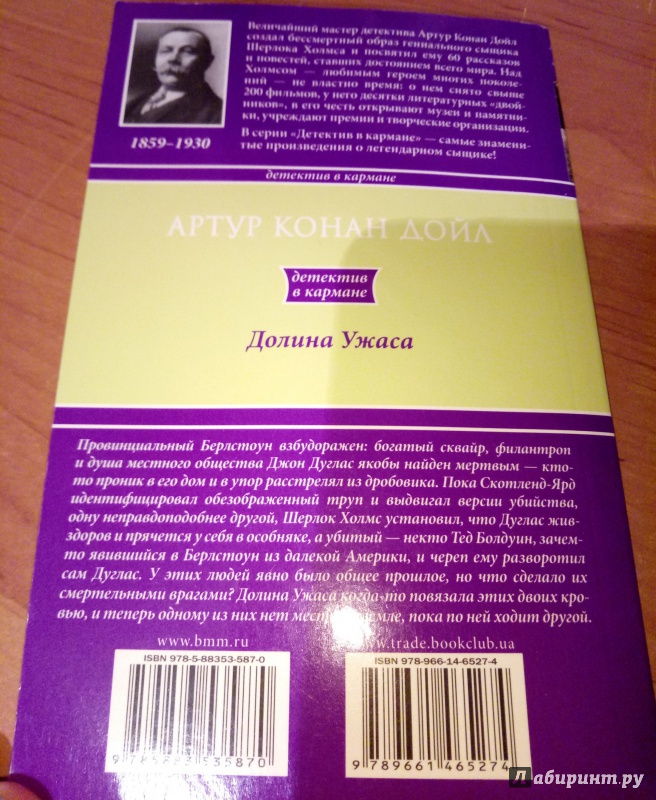 Величайший мастер детектива Артур Конан Дойл
создал бессмертный образ гениального сыщика
Шерлока Холмса и посвятил ему 60 рассказов
и повестей, ставших достоянием всего мира. Над
Холмсом — любимым героем многих поколе-
ний — не властно время: о нем снято свыше
200 фильмов, у него десятки литературных «двой-
ников», в его честь открывают музеи и памятни-
ки, учреждают премии и творческие организации.
В серии «Детектив в кармане» — самые знамени-
тые произведения о легендарном сыщике!
1859–1930
детектив в кармане
АРТУР КОНАН ДОЙЛ
детектив
в кармане
Долина Ужаса
Провинциальный Берлстоун взбудоражен: богатый сквайр, филантроп
и душа местного общества Джон Дуглас якобы найден мертвым — кто-
то проник в его дом и в упор расстрелял из дробовика. Пока Скотленд-Ярд
идентифицировал обезображенный труп и выдвигал версии убийства,
одну неправдоподобнее другой, Шерлок Холмс установил, что Дуглас жив-
здоров и прячется у себя в особняке, а убитый — некто Тед Болдуин, зачем-
то явившийся в Берлстоун из далекой Америки, и череп ему разворотил
сам Дуглас. У этих людей явно было общее прошлое, но что сделало их
смертельными врагами? Долина Ужаса когда-то повязала этих двоих кро-
вью, и теперь одному из них нет места земле, пока по ней ходит другой.
www.bmm.ru
www.trade.bookclub.ua
ISBN 978-5-88353-587-0
ISBN 978-966-14-6527-4
9 789661 465274
Лабиринт.ру